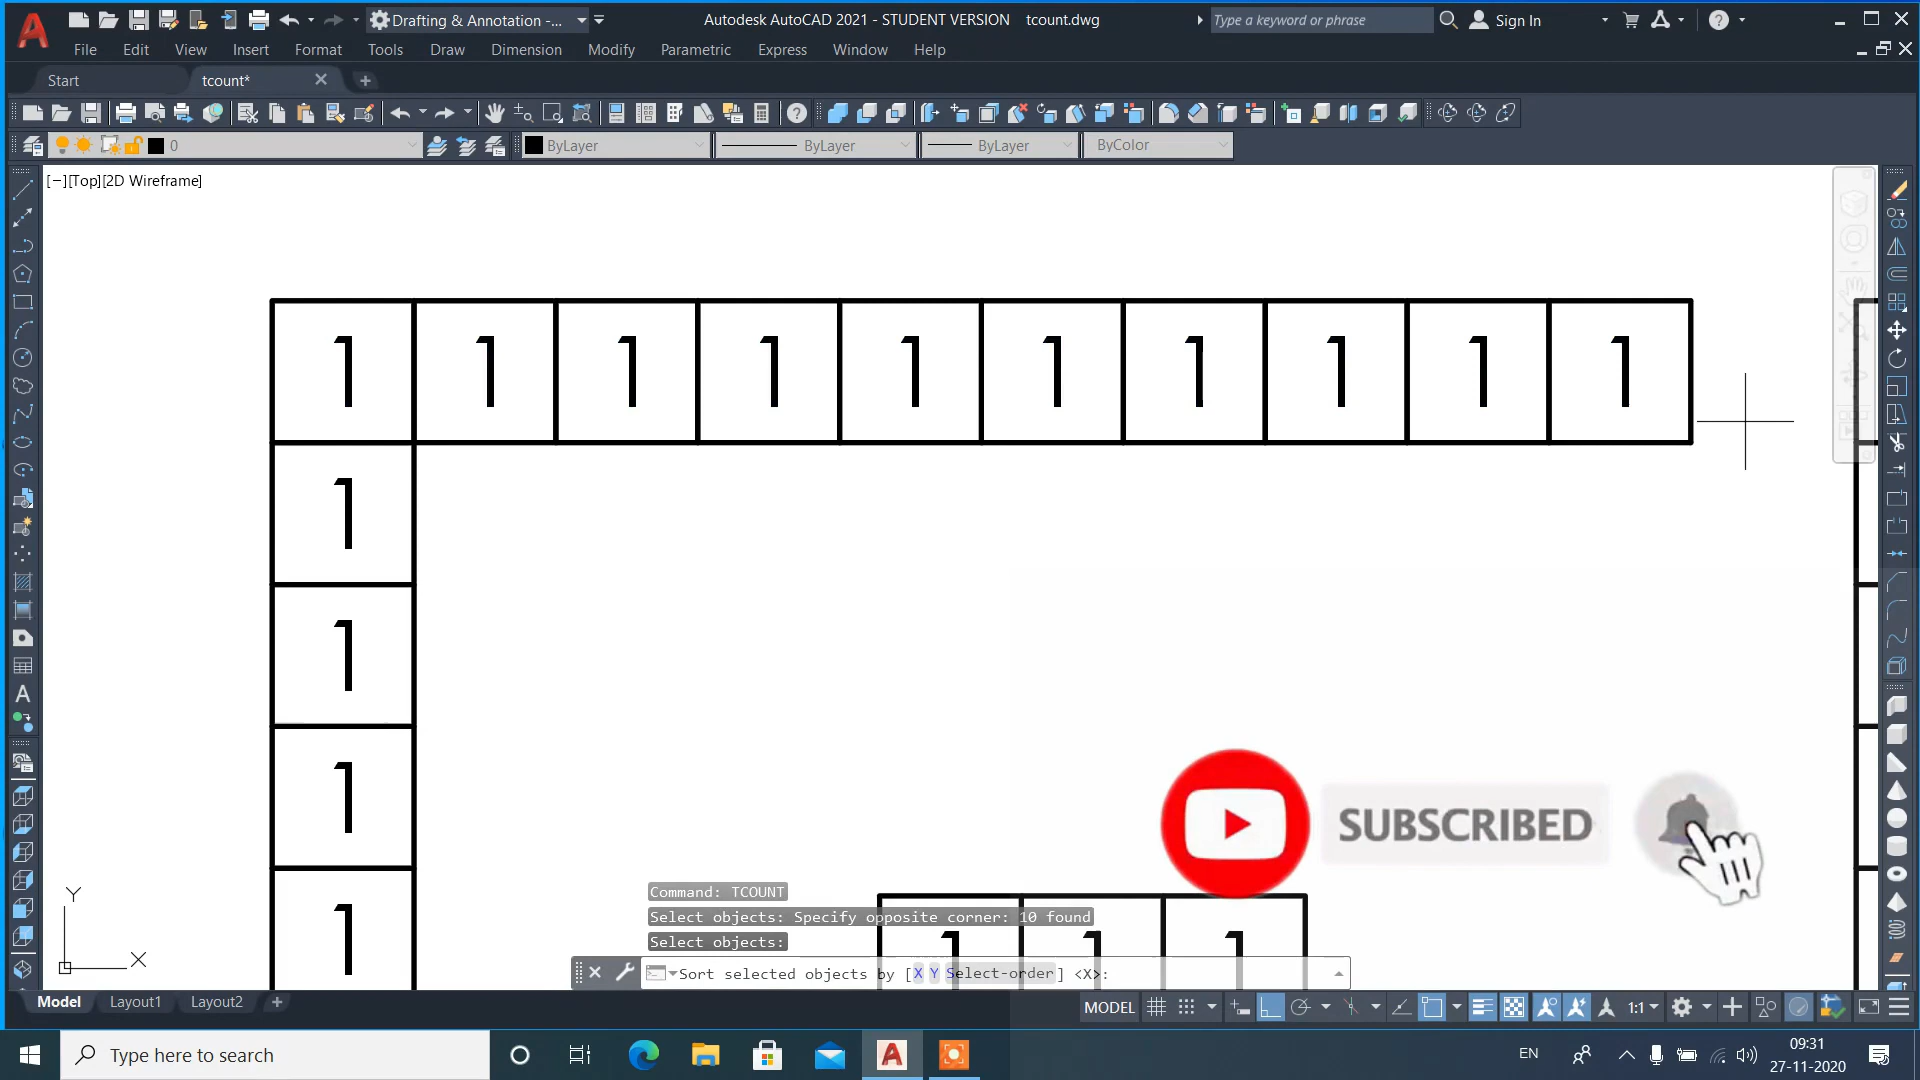 Drafting & Annotation -...
Autodesk AutoCAD 2021 - STUDENT VERSION tcount.dwg
Type a keyword or phrase
Sign In
?
File Edit View Insert Format Tools Draw Dimension Modify Parametric Express Window Help
Start
tcount*
0
ByLayer
ByLayer
ByLayer
ByColor
[−][Top][2D Wireframe]
1 1 1 1 1 1 1 1 1 1
1
1
1
1
1 1 1
SUBSCRIBED
Y
X
Command: TCOUNT
Select objects: Specify opposite corner: 10 found
Select objects:
Sort selected objects by [X Y Select-order] <X>:
Model Layout1 Layout2 +
MODEL
1:1
Type here to search
EN
09:31
27-11-2020